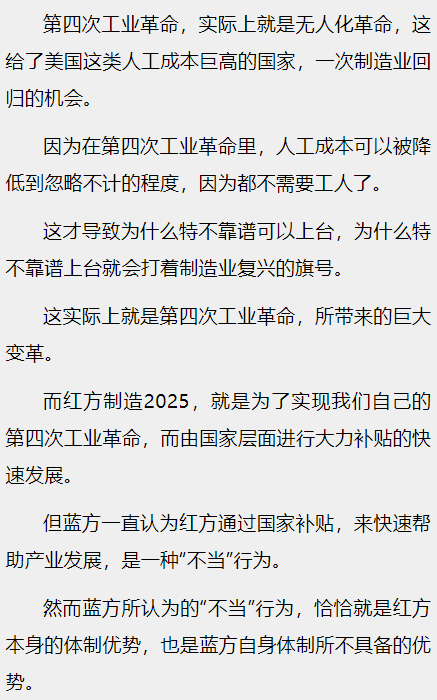 第四次工业革命，实际上就是无人化革命，这
给了美国这类人工成本巨高的国家，一次制造业回
归的机会。
因为在第四次工业革命里，人工成本可以被降
低到忽略不计的程度，因为都不需要工人了。
这才导致为什么特不靠谱可以上台，为什么特
不靠谱上台就会打着制造业复兴的旗号。
这实际上就是第四次工业革命，所带来的巨大
变革。
而红方制造2025，就是为了实现我们自己的
第四次工业革命，而由国家层面进行大力补贴的快
速发展。
但蓝方一直认为红方通过国家补贴，来快速帮
助产业发展，是一种“不当”行为。
然而蓝方所认为的“不当”行为，恰恰就是红方
本身的体制优势，也是蓝方自身体制所不具备的优
势。